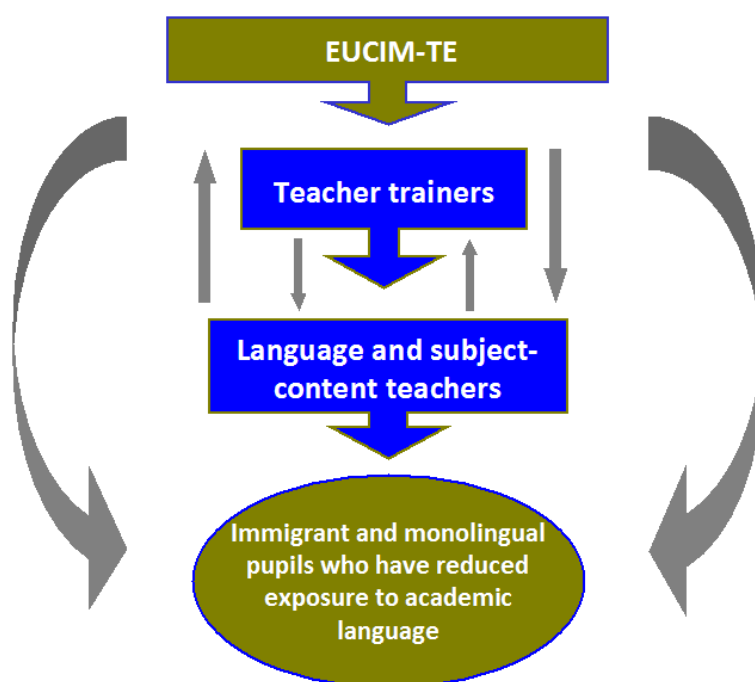 EUCIM-TE
Teacher trainers
Language and subject-
content teachers
Immigrant and monolingual
pupils who have reduced
exposure to academic
language